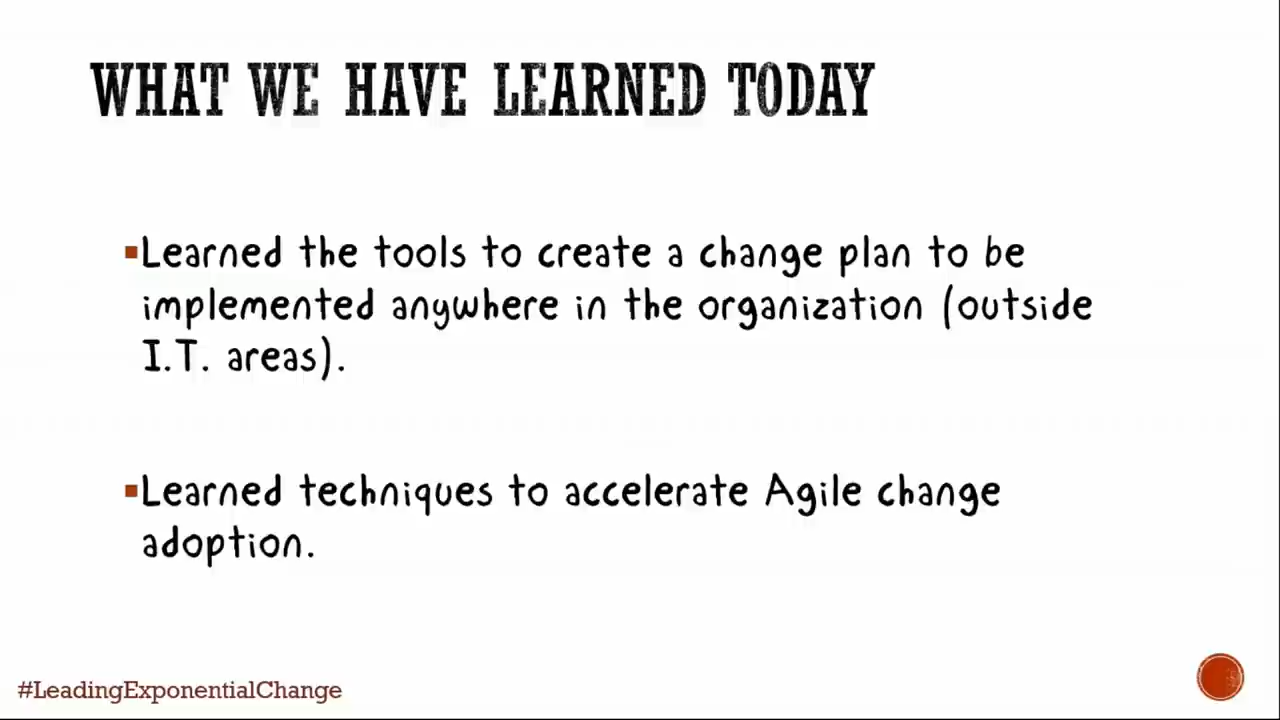 WHAT WE HAVE LEARNED TODAY
▪Learned the tools to create a change plan to be
implemented anywhere in the organization (outside
I.T. areas).
▪Learned techniques to accelerate Agile change
adoption.
#LeadingExponentialChange